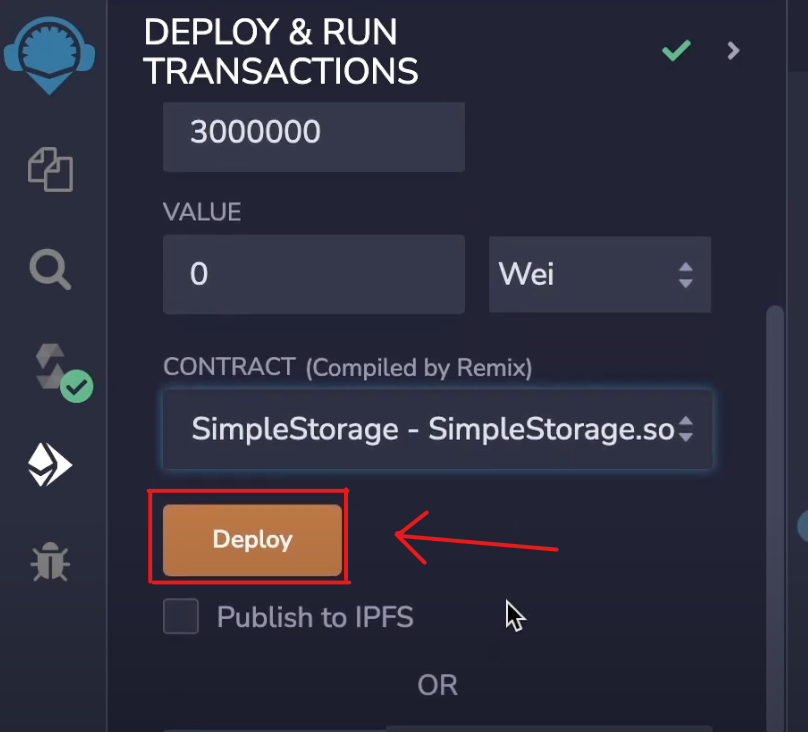 DEPLOY & RUN
TRANSACTIONS
3000000
VALUE
0
Wei
CONTRACT (Compiled by Remix)
SimpleStorage - SimpleStorage.so
Deploy
Publish to IPFS
OR